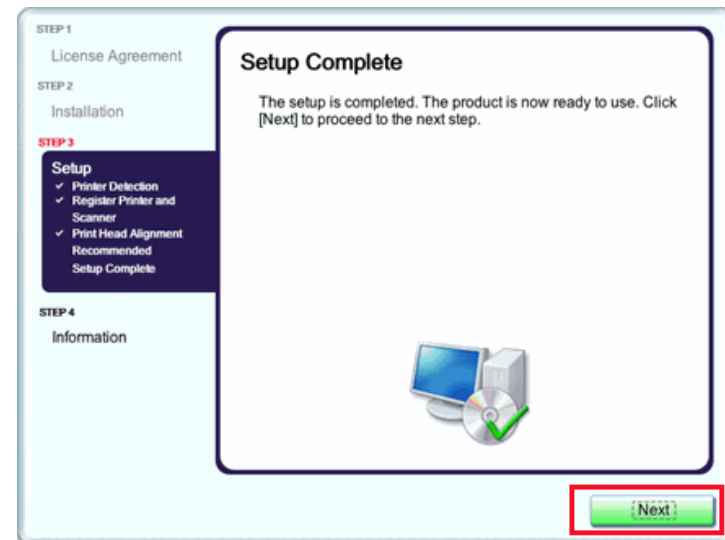 STEP 1
License Agreement
STEP 2
Installation
STEP 3
Setup
✓ Printer Detection
✓ Register Printer and
Scanner
✓ Print Head Alignment
Recommended
Setup Complete
STEP 4
Information
Setup Complete
The setup is completed. The product is now ready to use. Click
[Next] to proceed to the next step.
Next